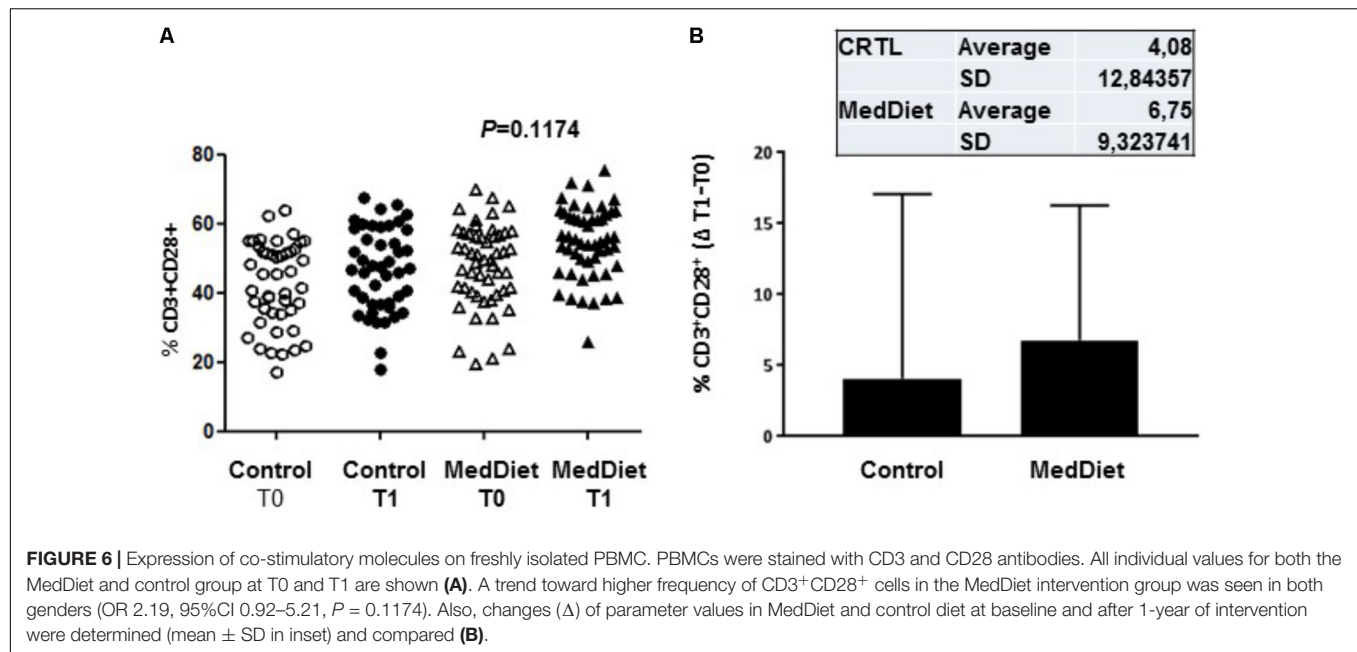 A
P=0.1174
% CD3+CD28+
80
60
40
20
0
Control
T0
Control
T1
MedDiet
T0
MedDiet
T1
B
CRTL Average 4,08
SD 12,84357
MedDiet Average 6,75
SD 9,323741
% CD3⁺CD28⁺ (Δ T1-T0)
20
15
10
5
0
Control
MedDiet
FIGURE 6 | Expression of co-stimulatory molecules on freshly isolated PBMC. PBMCs were stained with CD3 and CD28 antibodies. All individual values for both the
MedDiet and control group at T0 and T1 are shown (A). A trend toward higher frequency of CD3⁺CD28⁺ cells in the MedDiet intervention group was seen in both
genders (OR 2.19, 95%CI 0.92–5.21, P = 0.1174). Also, changes (Δ) of parameter values in MedDiet and control diet at baseline and after 1-year of intervention
were determined (mean ± SD in inset) and compared (B).